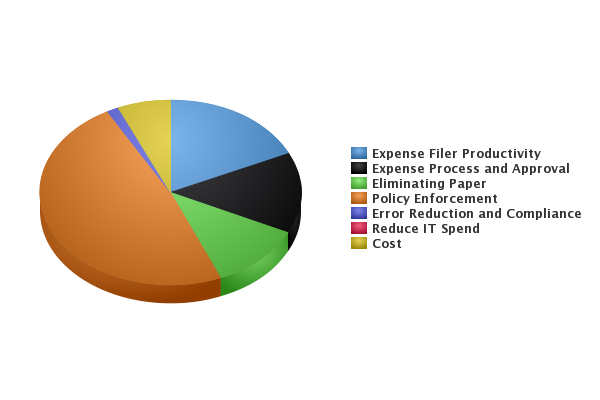 Expense Filer Productivity
Expense Process and Approval
Eliminating Paper
Policy Enforcement
Error Reduction and Compliance
Reduce IT Spend
Cost